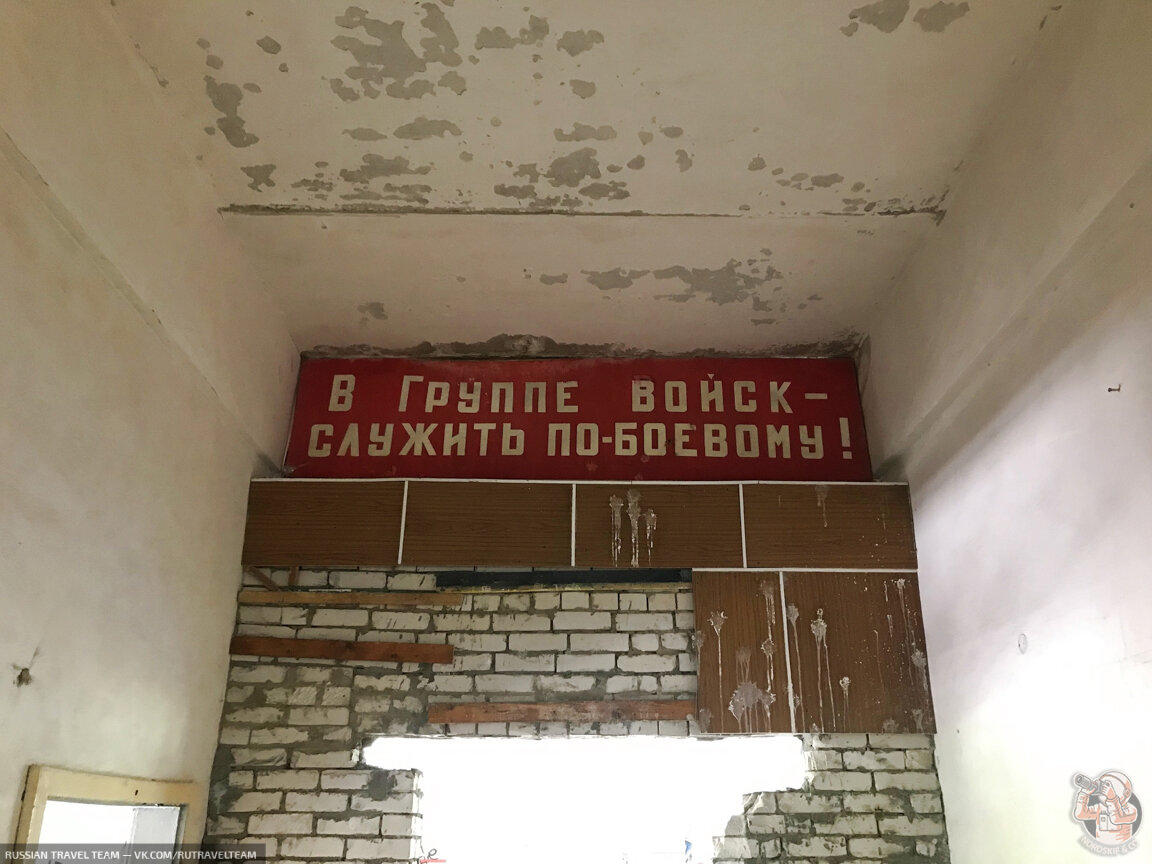 В ГРУППЕ ВОЙСК–
СЛУЖИТЬ ПО-БОЕВОМУ!
RUSSIAN TRAVEL TEAM — VK.COM/RUTRAVELTEAM